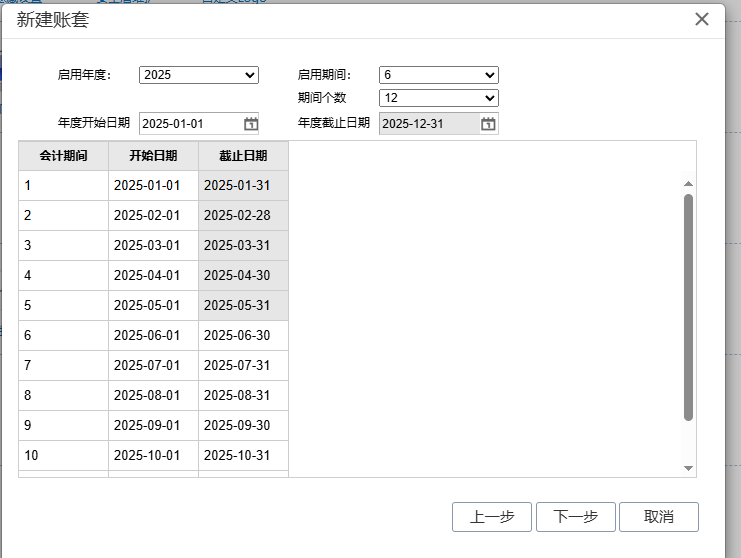 新建账套
启用年度： 2025 启用期间： 6
期间个数 12
年度开始日期 2025-01-01 年度截止日期 2025-12-31
会计期间 开始日期 截止日期
1 2025-01-01 2025-01-31
2 2025-02-01 2025-02-28
3 2025-03-01 2025-03-31
4 2025-04-01 2025-04-30
5 2025-05-01 2025-05-31
6 2025-06-01 2025-06-30
7 2025-07-01 2025-07-31
8 2025-08-01 2025-08-31
9 2025-09-01 2025-09-30
10 2025-10-01 2025-10-31
上一步 下一步 取消